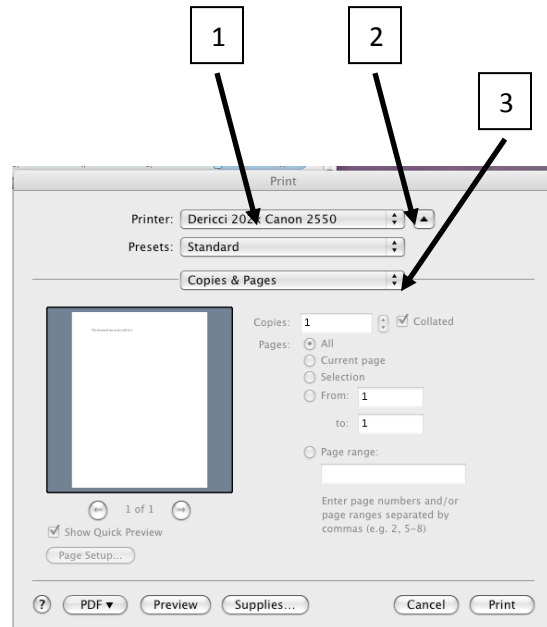 1
2
3
Print
Printer: Dericci 202x Canon 2550
Presets: Standard
Copies & Pages
Copies: 1 Collated
Pages: All
Current page
Selection
From: 1
to: 1
Page range:
Enter page numbers and/or
page ranges separated by
commas (e.g. 2, 5-8)
1 of 1
Show Quick Preview
Page Setup...
? PDF▼ Preview Supplies... Cancel Print